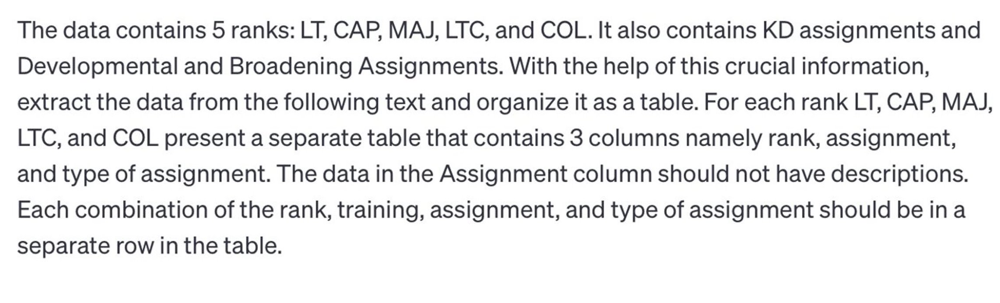 The data contains 5 ranks: LT, CAP, MAJ, LTC, and COL. It also contains KD assignments and
Developmental and Broadening Assignments. With the help of this crucial information,
extract the data from the following text and organize it as a table. For each rank LT, CAP, MAJ,
LTC, and COL present a separate table that contains 3 columns namely rank, assignment,
and type of assignment. The data in the Assignment column should not have descriptions.
Each combination of the rank, training, assignment, and type of assignment should be in a
separate row in the table.